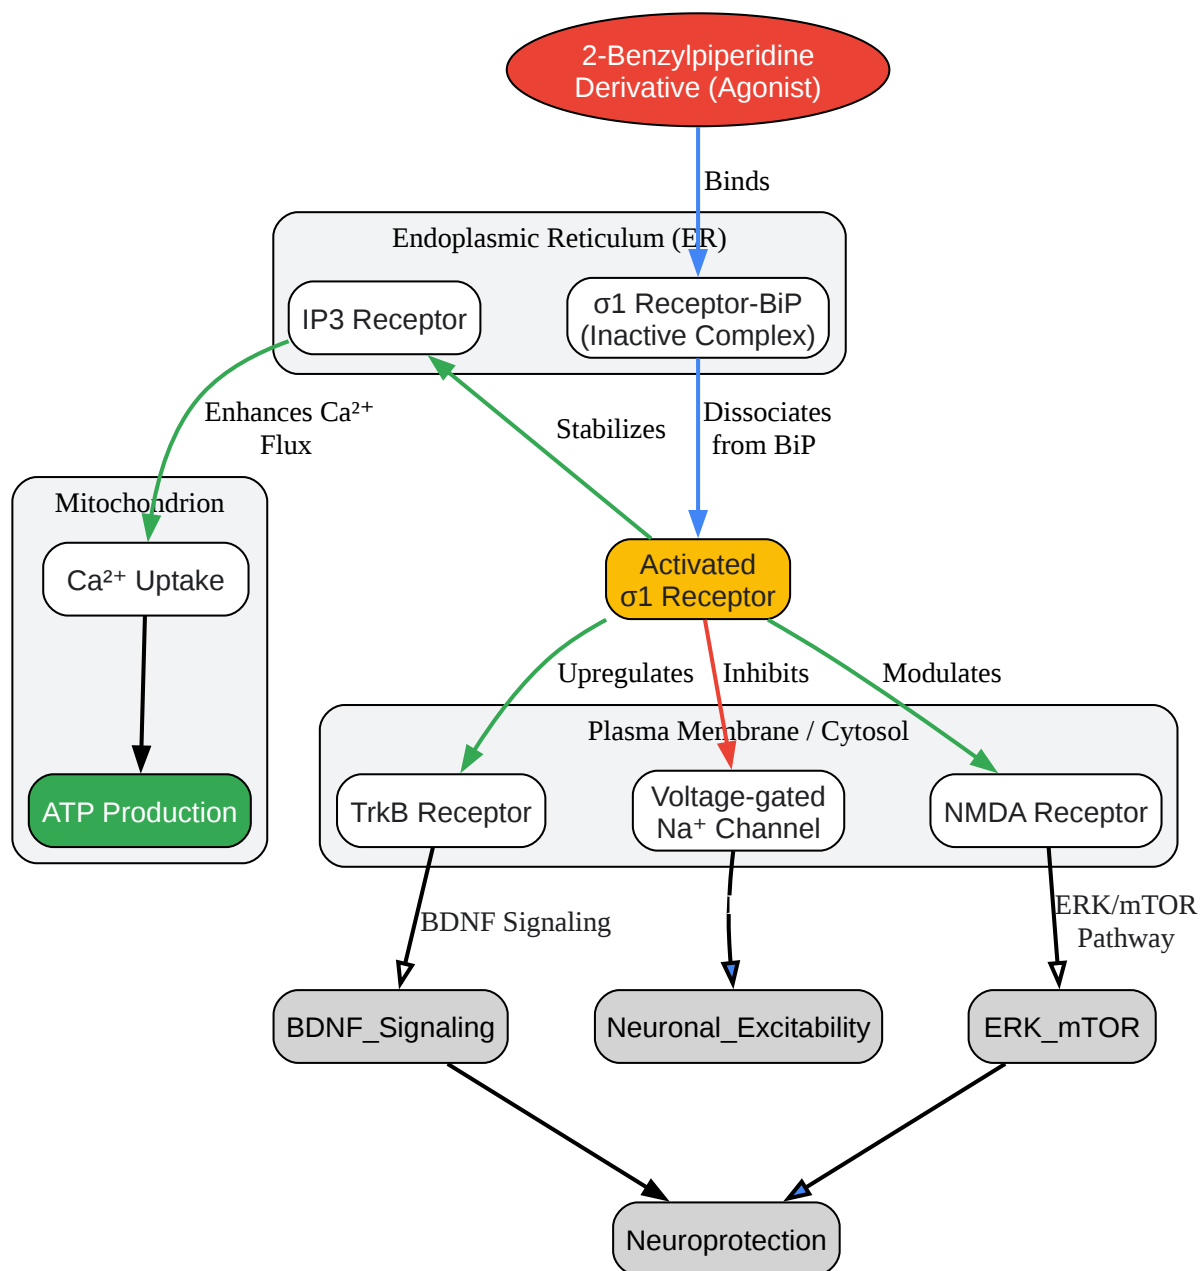 2-Benzylpiperidine
Derivative (Agonist)
Binds
Endoplasmic Reticulum (ER)
IP3 Receptor
σ1 Receptor-BiP
(Inactive Complex)
Enhances Ca²⁺
Flux
Stabilizes
Dissociates
from BiP
Mitochondrion
Ca²⁺ Uptake
Activated
σ1 Receptor
Upregulates
Inhibits
Modulates
Plasma Membrane / Cytosol
ATP Production
TrkB Receptor
Voltage-gated
Na⁺ Channel
NMDA Receptor
BDNF Signaling
ERK/mTOR
Pathway
BDNF_Signaling
Neuronal_Excitability
ERK_mTOR
Neuroprotection